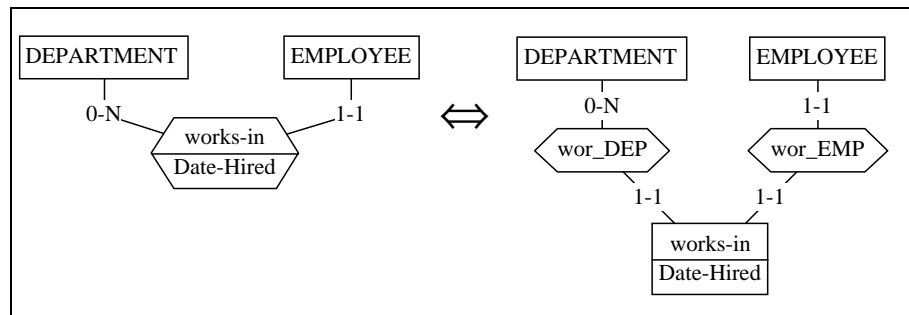 DEPARTMENT EMPLOYEE
0-N 1-1
works-in
Date-Hired
⇔
DEPARTMENT EMPLOYEE
0-N 1-1
wor_DEP wor_EMP
1-1 1-1
works-in
Date-Hired